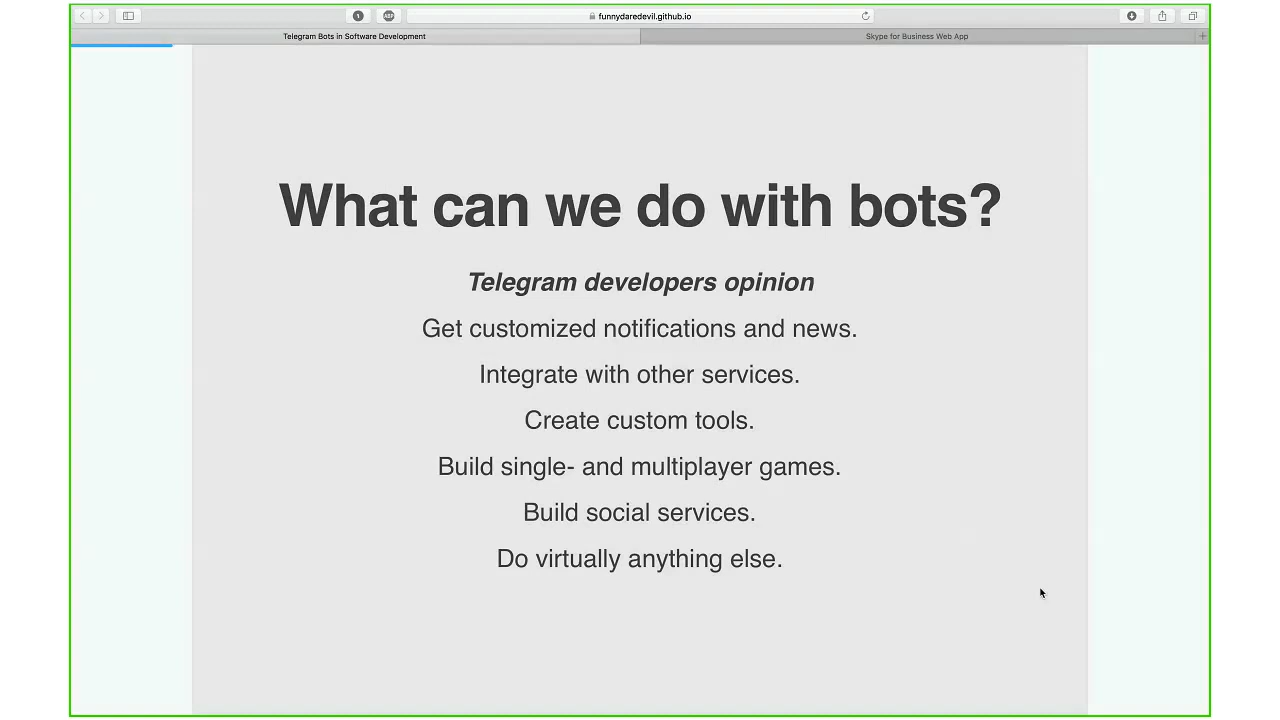 1
ABP
funnydaredevil.github.io
Telegram Bots in Software Development
Skype for Business Web App
What can we do with bots?
Telegram developers opinion
Get customized notifications and news.
Integrate with other services.
Create custom tools.
Build single- and multiplayer games.
Build social services.
Do virtually anything else.